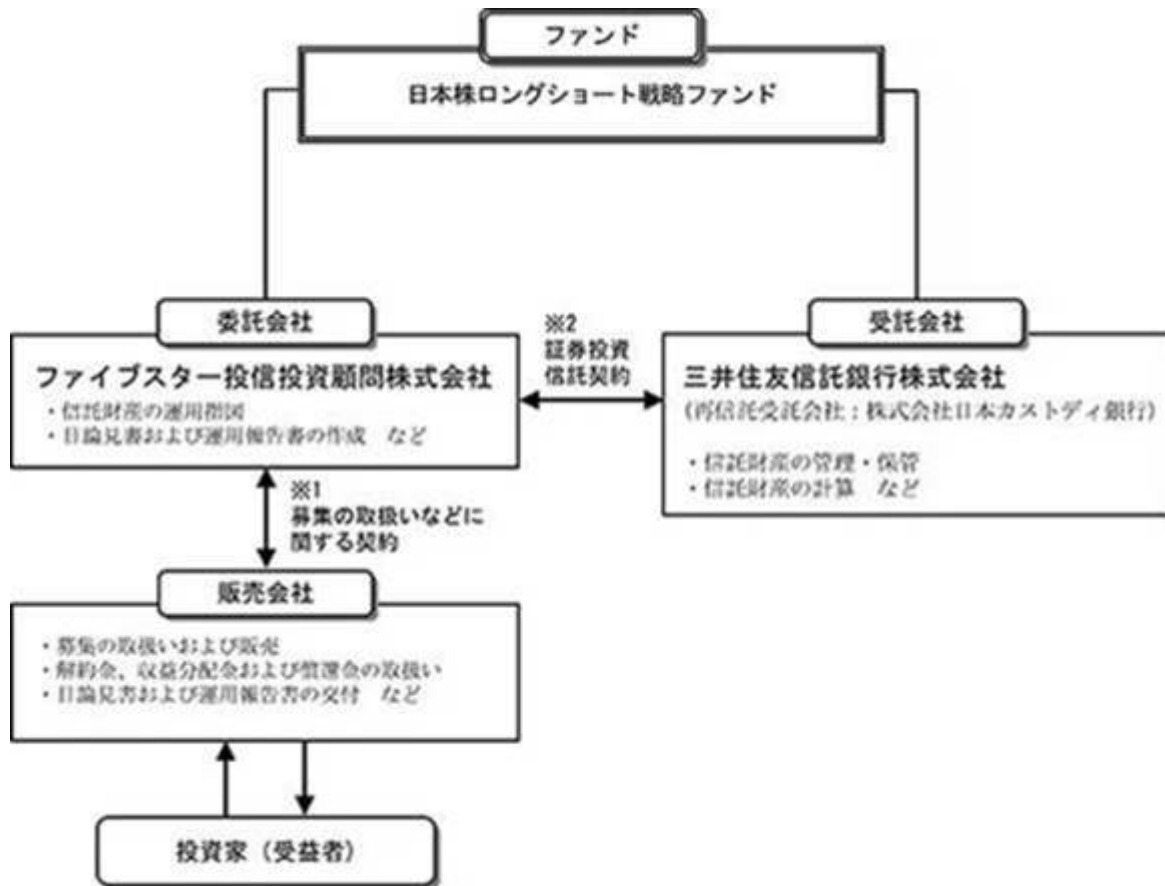 ファンド
日本株ロングショート戦略ファンド
委託会社
ファイブスター投信投資顧問株式会社
・信託財産の運用指図
・目論見書および運用報告書の作成　など
※2
証券投資
信託契約
受託会社
三井住友信託銀行株式会社
(再信託受託会社：株式会社日本カストディ銀行)
・信託財産の管理・保管
・信託財産の計算　など
※1
募集の取扱いなどに
関する契約
販売会社
・募集の取扱いおよび販売
・解約金、収益分配金および償還金の取扱い
・目論見書および運用報告書の交付　など
投資家（受益者）